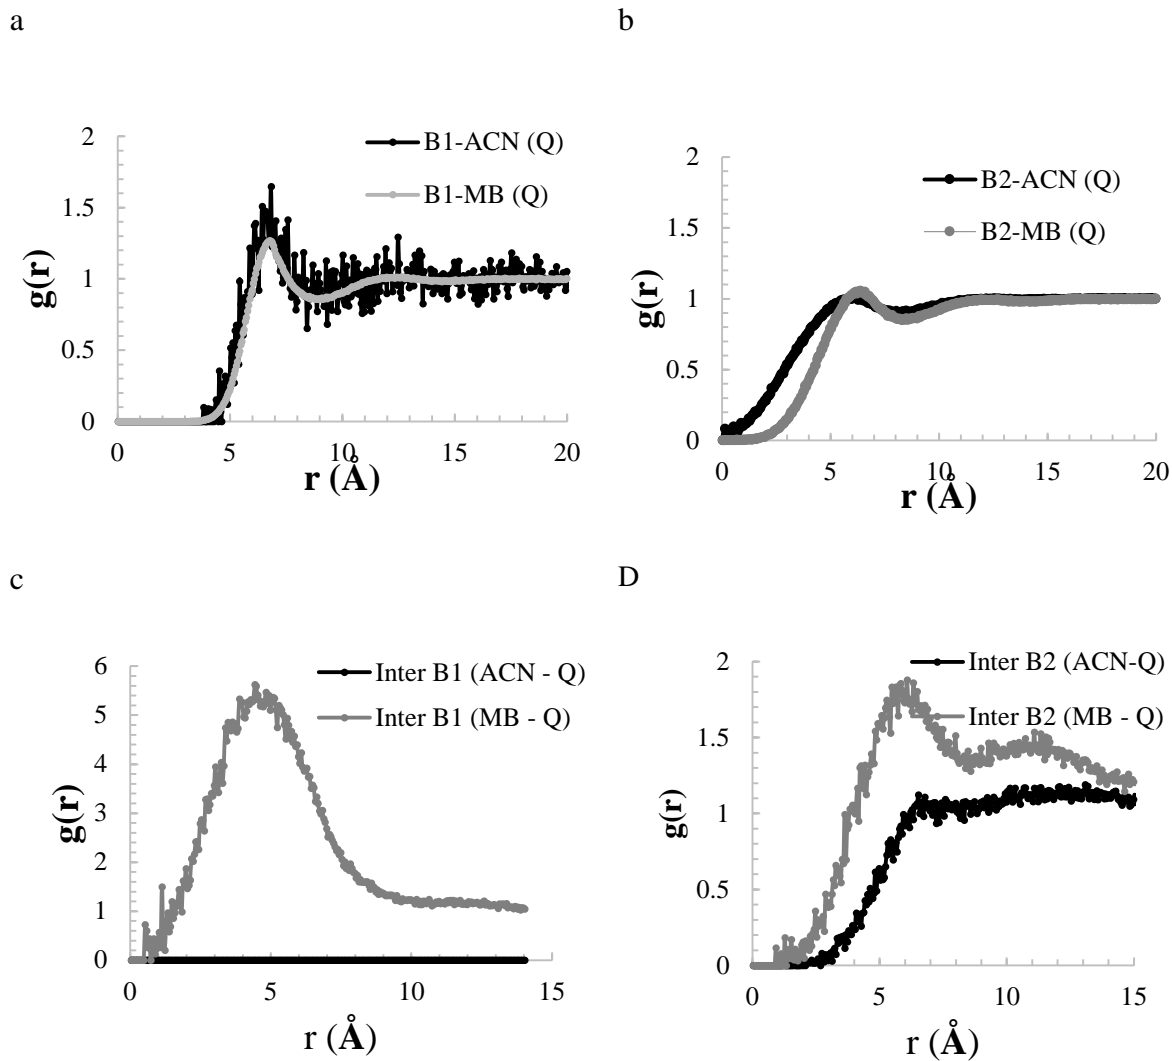 a
2
1.5
1
0.5
0
0 5 10 15 20
g(r)
r (Å)
B1-ACN (Q)
B1-MB (Q)
b
2
1.5
1
0.5
0
0 5 10 15 20
g(r)
r (Å)
B2-ACN (Q)
B2-MB (Q)
c
6
5
4
3
2
1
0
0 5 10 15
g(r)
r (Å)
Inter B1 (ACN - Q)
Inter B1 (MB - Q)
D
2
1.5
1
0.5
0
0 5 10 15
g(r)
r (Å)
Inter B2 (ACN-Q)
Inter B2 (MB - Q)